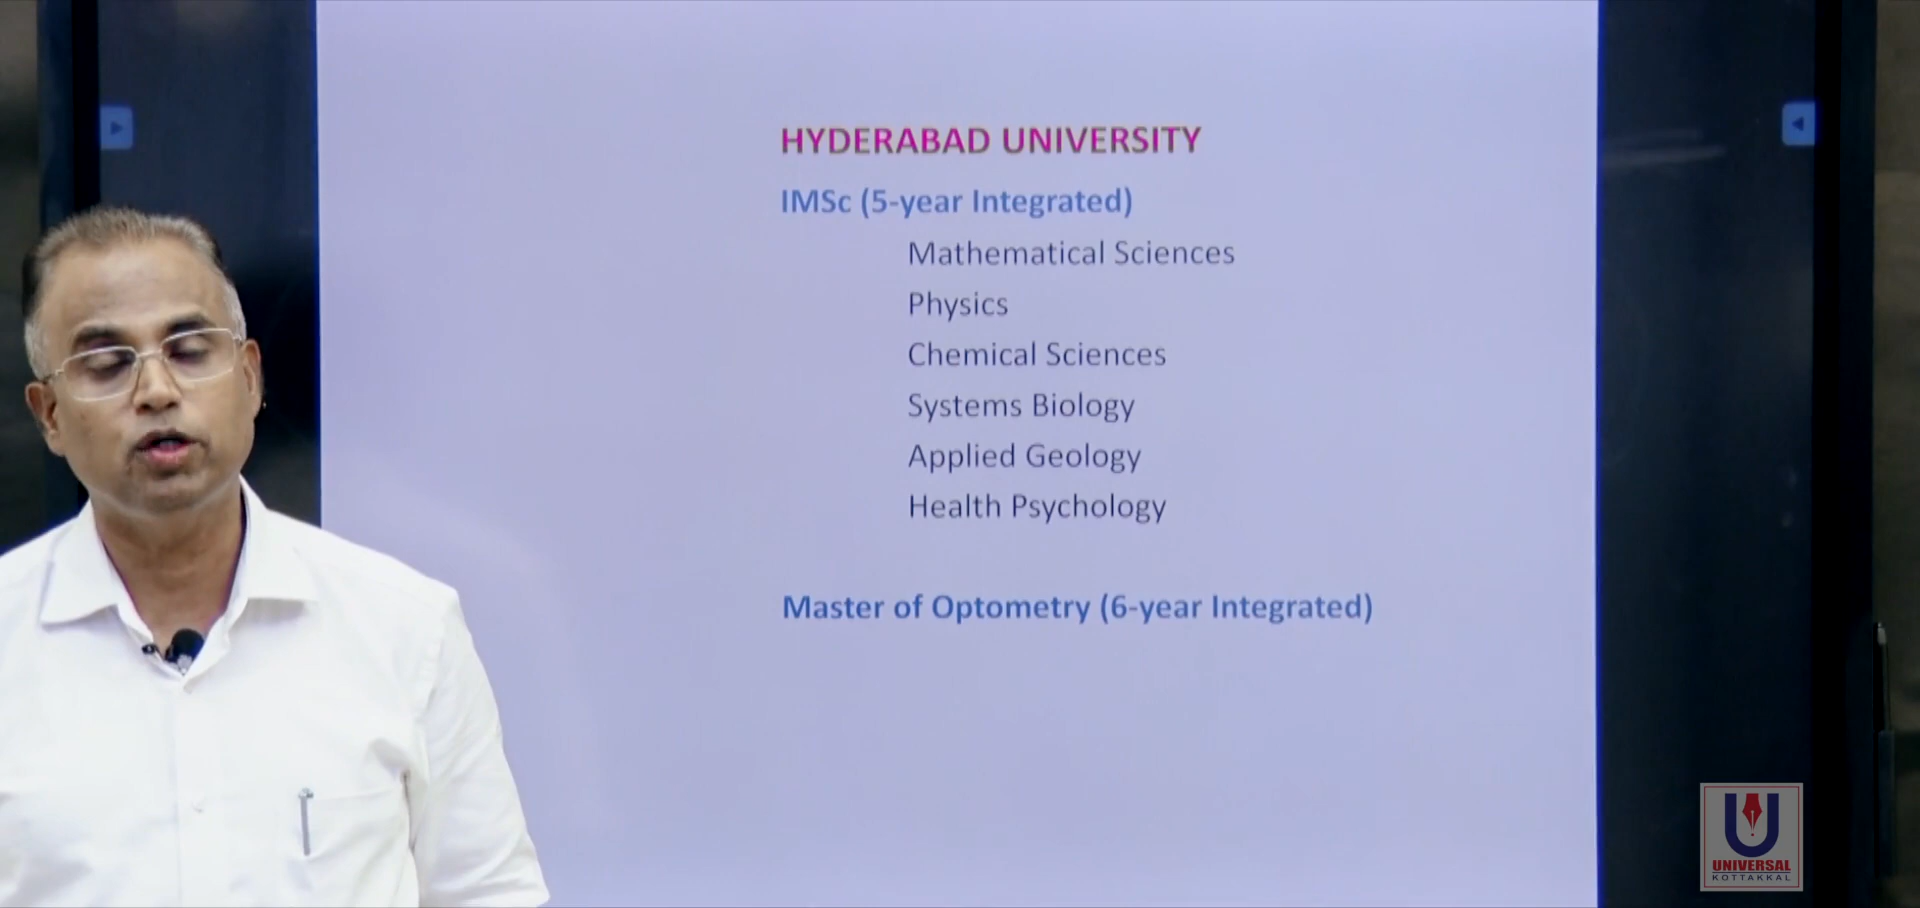 HYDERABAD UNIVERSITY
IMSc (5-year Integrated)
Mathematical Sciences
Physics
Chemical Sciences
Systems Biology
Applied Geology
Health Psychology
Master of Optometry (6-year Integrated)
UNIVERSAL
KOTTAKKAL